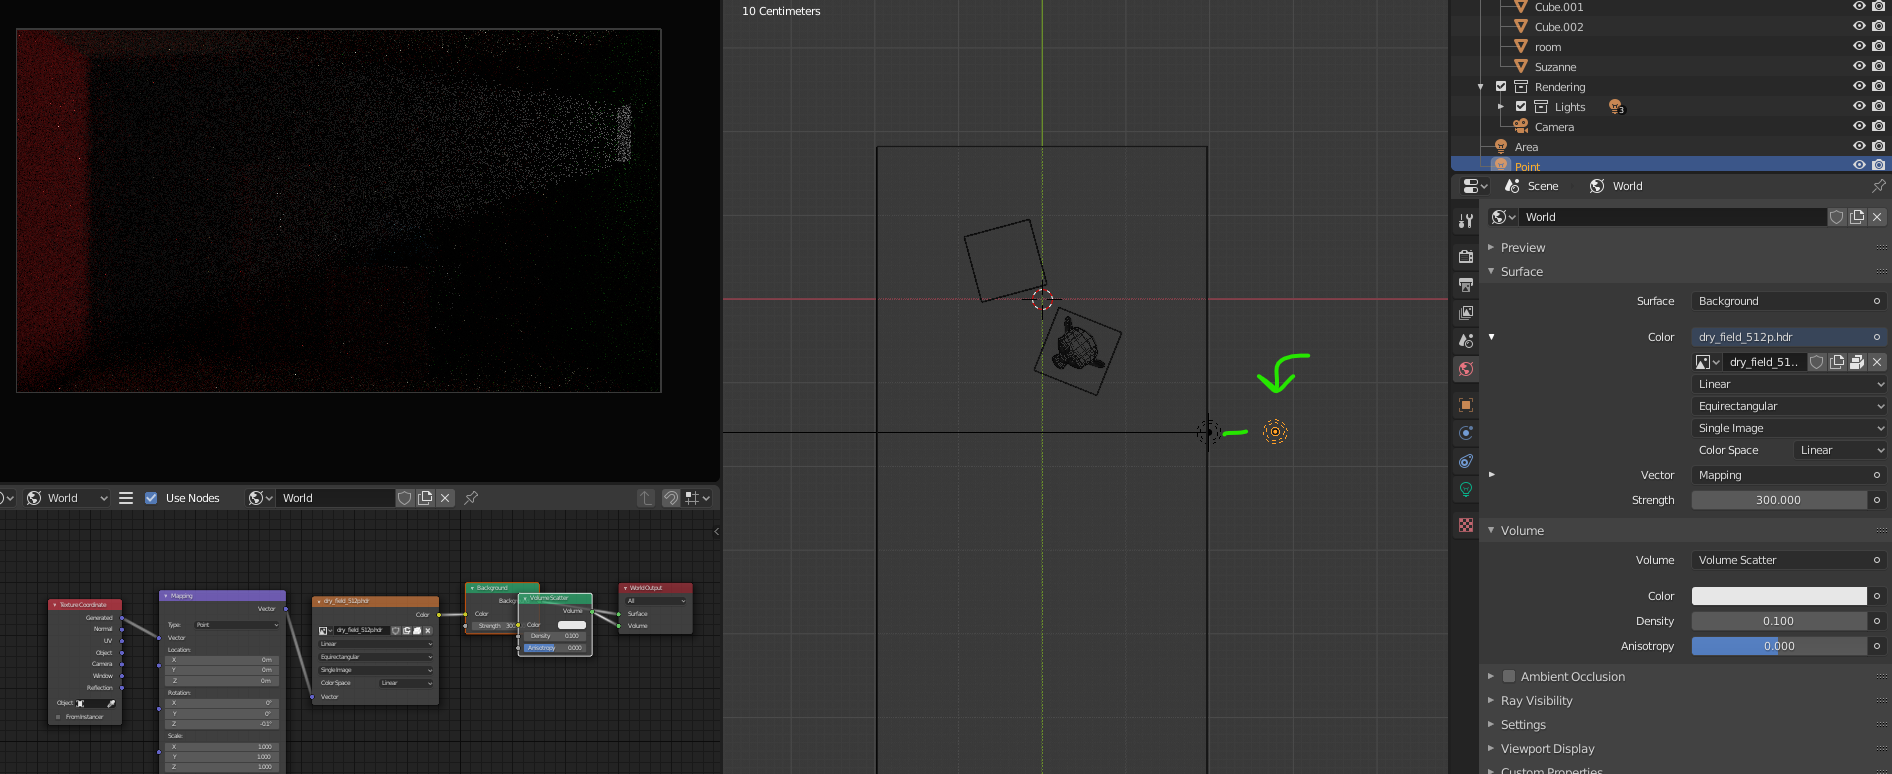 10 Centimeters
Cube.001
Cube.002
room
Suzanne
Rendering
Lights
3
Camera
Area
Point
Scene
World
World
Preview
Surface
Surface
Background
Color
dry_field_512p.hdr
dry_field_51..
Linear
Equirectangular
Single Image
Color Space
Linear
Vector
Mapping
Strength
300.000
Volume
Volume
Volume Scatter
Color
Density
0.100
Anisotropy
0.000
Ambient Occlusion
Ray Visibility
Settings
Viewport Display
Custom Properties
World
Use Nodes
World
Texture Coordinate
Generated
Normal
UV
Object
Camera
Window
Reflection
Object
From Instancer
Mapping
Vector
Type:
Point
Vector
Location:
X 0m
Y 0m
Z 0m
Rotation:
X 0°
Y 0°
Scale:
X 1.000
Y 1.000
Z 1.000
dry_field_512p.hdr
Color
dry_field_512p.hdr
Linear
Equirectangular
Single Image
Color Space
Linear
Vector
Background
Color
Strength
Volume Scatter
Volume
Color
Density 0.100
Anisotropy 0.000
World Output
All
Surface
Volume